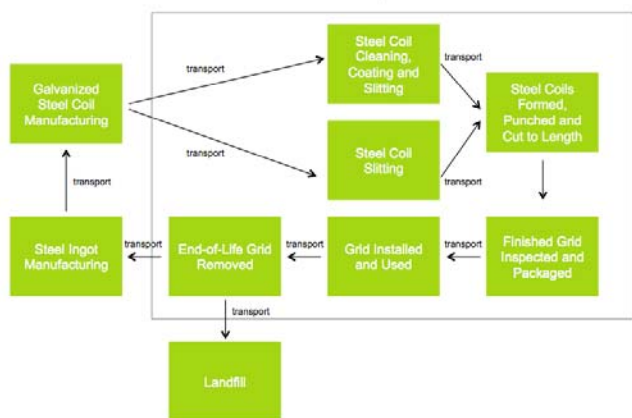 Steel Coil
Cleaning,
Coating and
Slitting
transport
transport
Galvanized
Steel Coil
Manufacturing
Steel Coils
Formed,
Punched and
Cut to Length
transport
Steel Coil
Slitting
transport
transport
Steel Ingot
Manufacturing
transport
End-of-Life Grid
Removed
transport
Grid Installed
and Used
transport
Finished Grid
Inspected and
Packaged
transport
Landfill